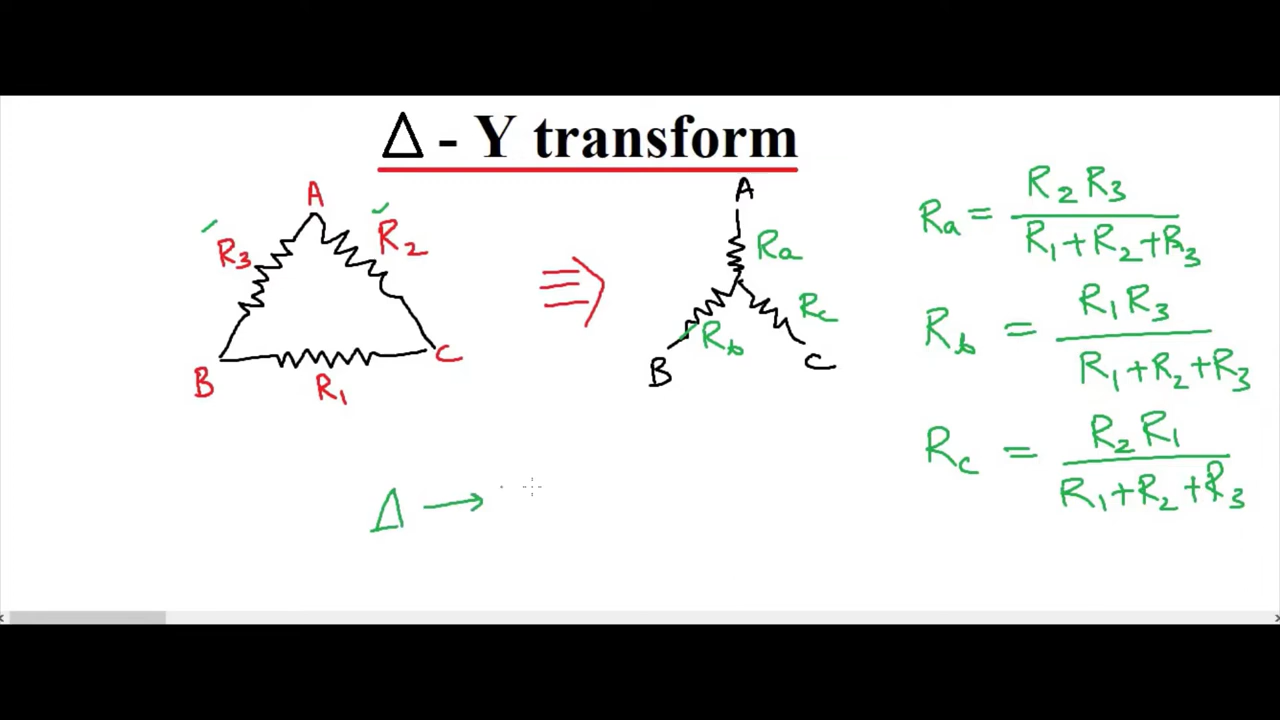 Δ - Y transform
A
R3
R2
B
R1
C
⇛
A
Ra
Rb
Rc
B
C
Ra = R2 R3 / R1 + R2 + R3
Rb = R1 R3 / R1 + R2 + R3
Rc = R2 R1 / R1 + R2 + R3
Δ →